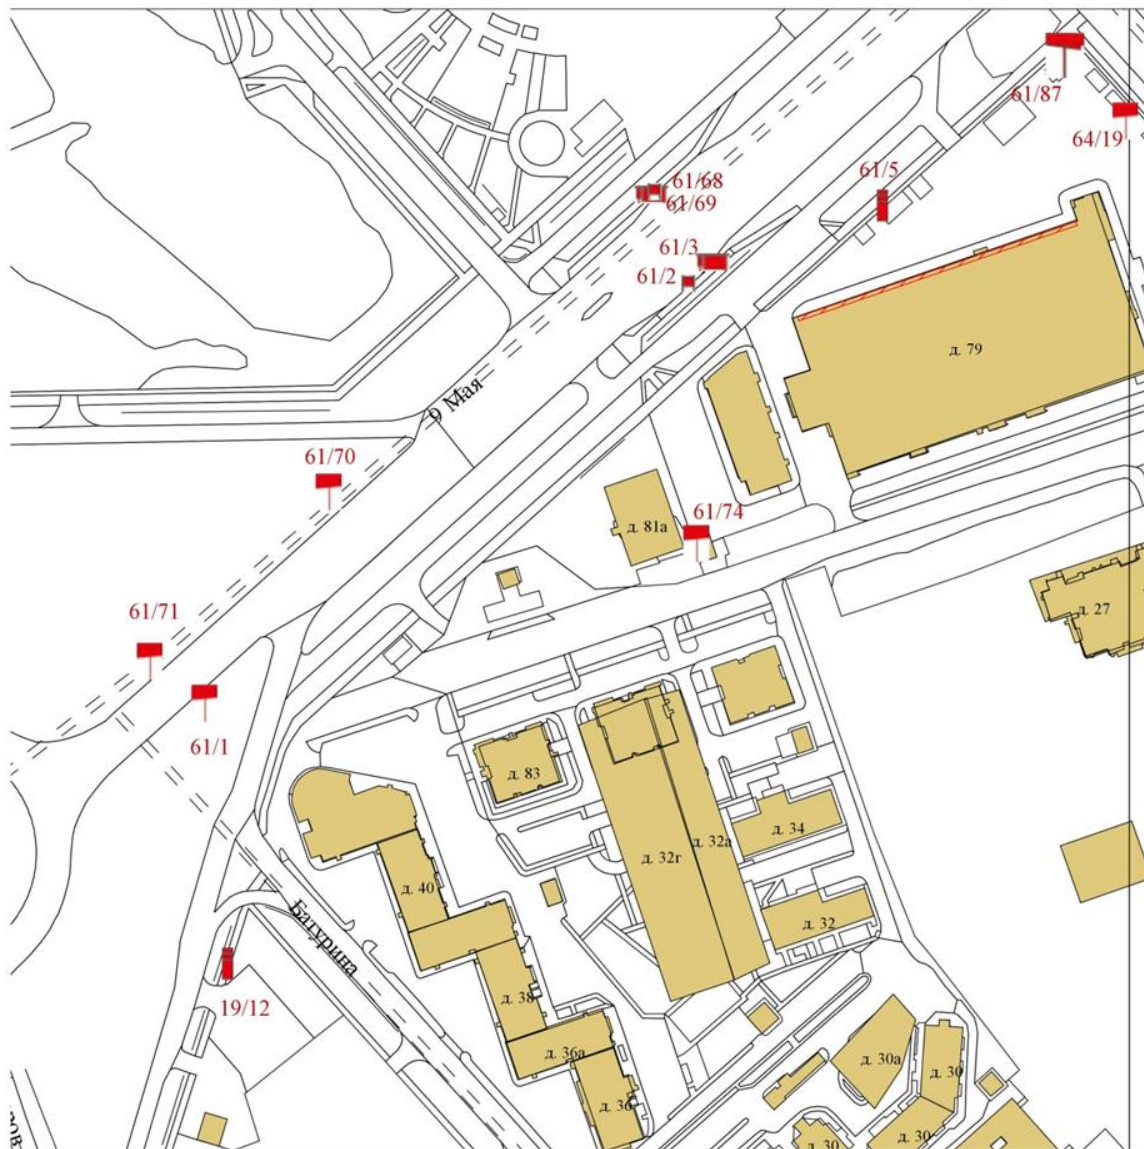 61/87
64/19
61/5
61/68
61/69
61/3
61/2
д. 79
9 Мая
61/70
61/74
д. 81а
61/71
д. 27
61/1
д. 83
д. 34
д. 32а
д. 32г
д. 40
д. 32
Батурина
19/12
д. 38
д. 36а
д. 30а
д. 30
д. 36
д. 30
д. 30